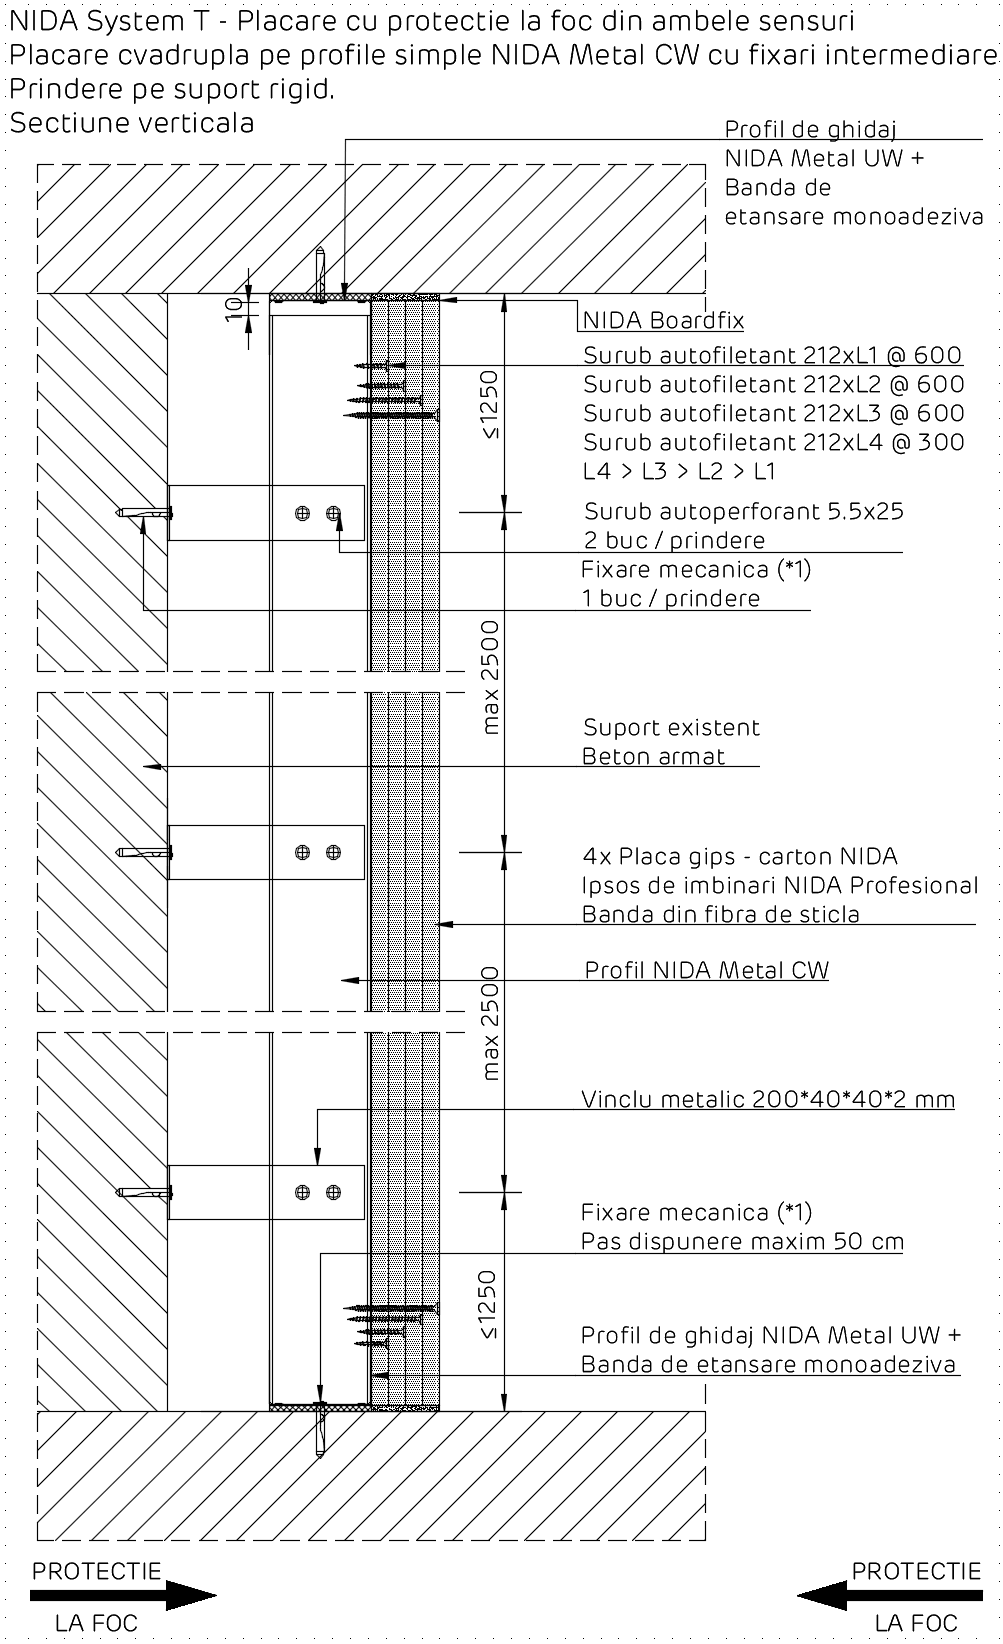 NIDA System T - Placare cu protectie la foc din ambele sensuri
Placare cvadrupla pe profile simple NIDA Metal CW cu fixari intermediare
Prindere pe suport rigid.
Sectiune verticala
Profil de ghidaj
NIDA Metal UW +
Banda de
etansare monoadeziva
10
NIDA Boardfix
≤1250
Surub autofiletant 212xL1 @ 600
Surub autofiletant 212xL2 @ 600
Surub autofiletant 212xL3 @ 600
Surub autofiletant 212xL4 @ 300
L4 > L3 > L2 > L1
Surub autoperforant 5.5x25
2 buc / prindere
Fixare mecanica (*1)
1 buc / prindere
max 2500
Suport existent
Beton armat
4x Placa gips - carton NIDA
Ipsos de imbinari NIDA Profesional
Banda din fibra de sticla
Profil NIDA Metal CW
max 2500
Vinclu metalic 200*40*40*2 mm
Fixare mecanica (*1)
Pas dispunere maxim 50 cm
≤1250
Profil de ghidaj NIDA Metal UW +
Banda de etansare monoadeziva
PROTECTIE
LA FOC
PROTECTIE
LA FOC